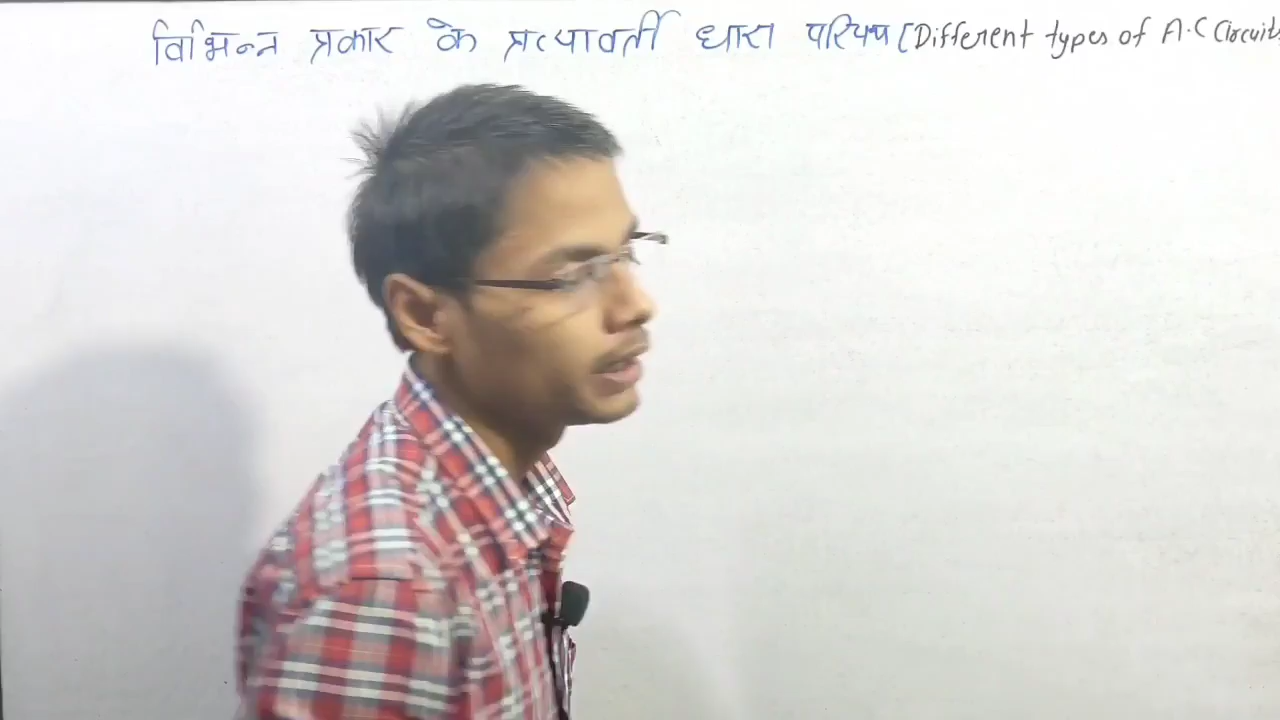 विभिन्न प्रकार के प्रत्यावर्ती धारा परिपथ [Different types of A.C Circuits